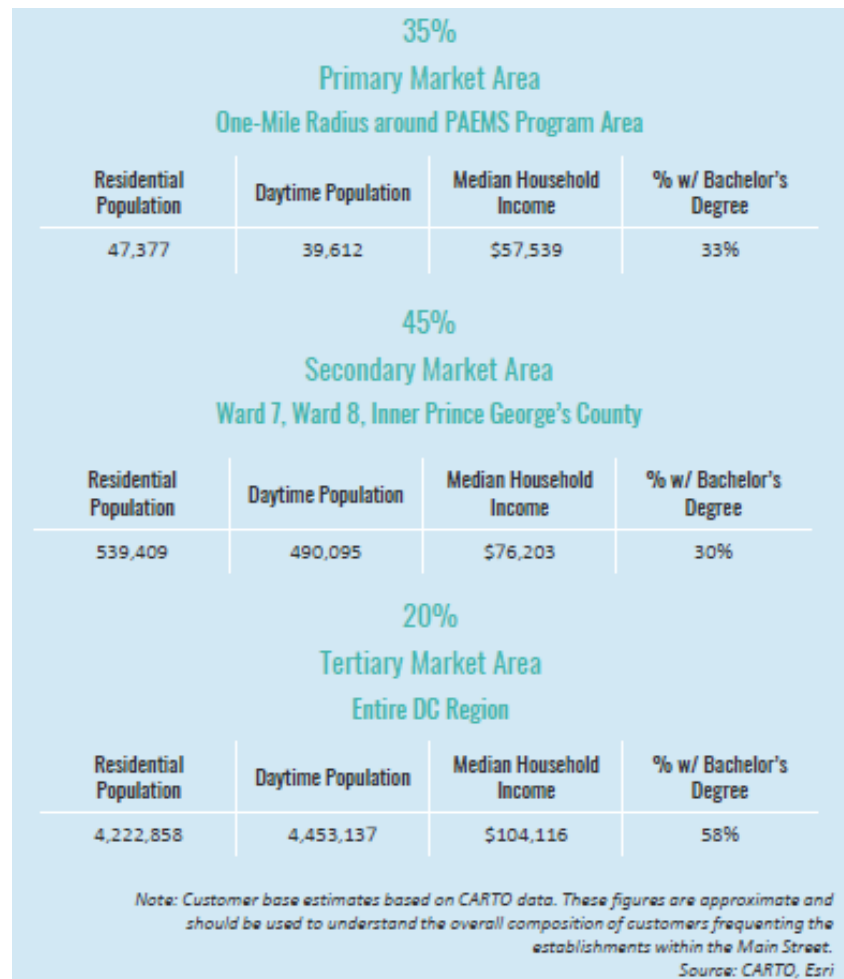 35%
Primary Market Area
One-Mile Radius around PAEMS Program Area
Residential Population Daytime Population Median Household Income % w/ Bachelor's Degree
47,377 39,612 $57,539 33%
45%
Secondary Market Area
Ward 7, Ward 8, Inner Prince George's County
Residential Population Daytime Population Median Household Income % w/ Bachelor's Degree
539,409 490,095 $76,203 30%
20%
Tertiary Market Area
Entire DC Region
Residential Population Daytime Population Median Household Income % w/ Bachelor's Degree
4,222,858 4,453,137 $104,116 58%
Note: Customer base estimates based on CARTO data. These figures are approximate and
should be used to understand the overall composition of customers frequenting the
establishments within the Main Street.
Source: CARTO, Esri